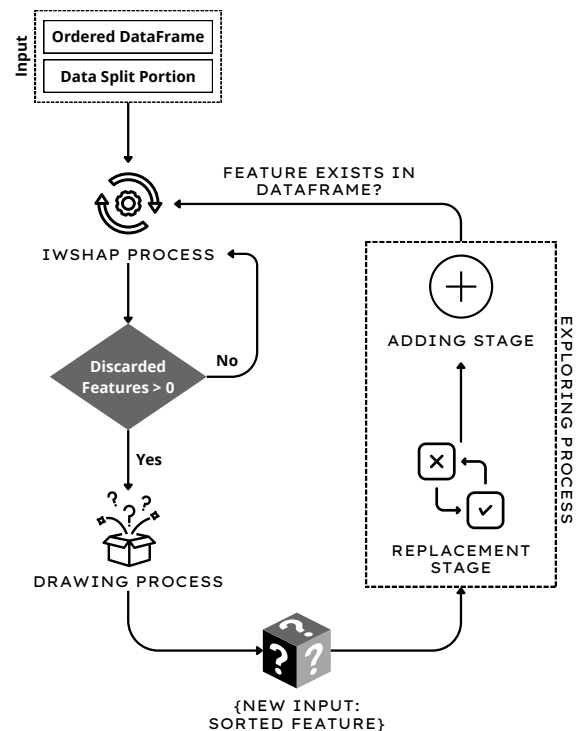 Input
Ordered DataFrame
Data Split Portion
FEATURE EXISTS IN
DATAFRAME?
IWSHAP PROCESS
Discarded
Features > 0
No
Yes
DRAWING PROCESS
{NEW INPUT:
SORTED FEATURE}
ADDING STAGE
REPLACEMENT
STAGE
EXPLORING PROCESS